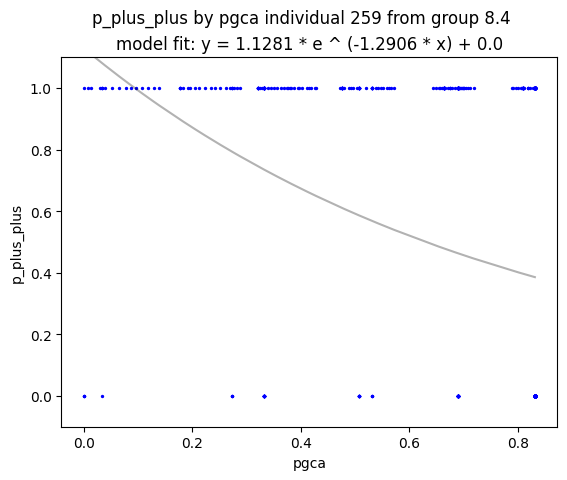 p_plus_plus by pgca individual 259 from group 8.4
model fit: y = 1.1281 * e ^ (-1.2906 * x) + 0.0
1.0
0.8
0.6
0.4
0.2
0.0
p_plus_plus
0.0 0.2 0.4 0.6 0.8
pgca